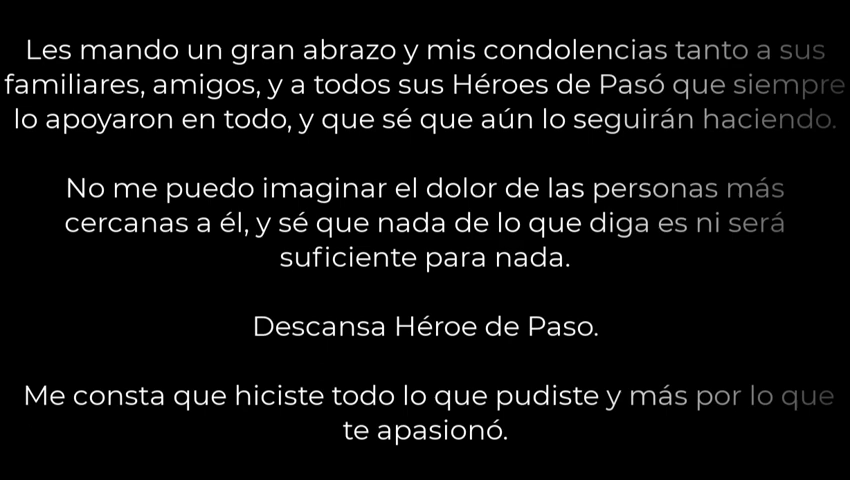 Les mando un gran abrazo y mis condolencias tanto a sus
familiares, amigos, y a todos sus Héroes de Pasó que siempre
lo apoyaron en todo, y que sé que aún lo seguirán haciendo.
No me puedo imaginar el dolor de las personas más
cercanas a él, y sé que nada de lo que diga es ni será
suficiente para nada.
Descansa Héroe de Paso.
Me consta que hiciste todo lo que pudiste y más por lo que
te apasionó.